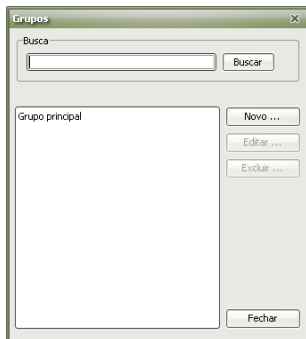 Grupos
Busca
Buscar
Grupo principal
Novo ...
Editar ...
Excluir ...
Fechar